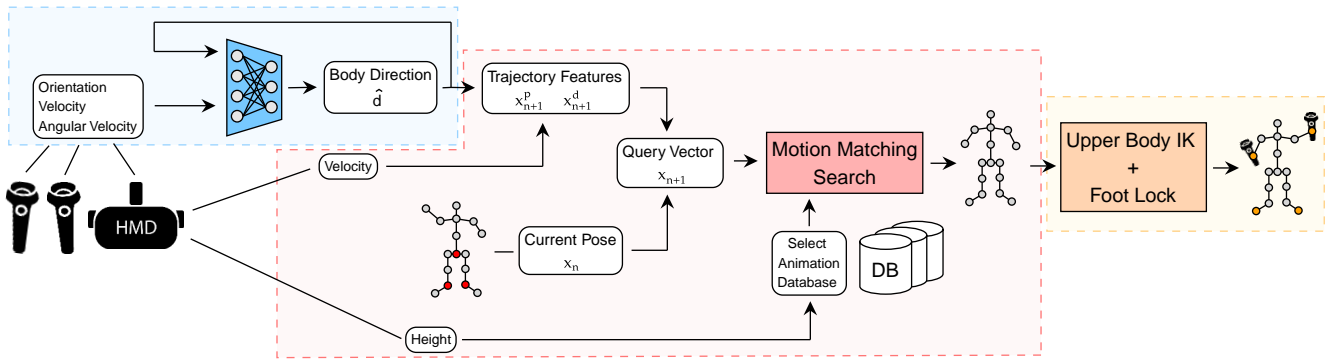 Orientation
Velocity
Angular Velocity
HMD
Body Direction
d̂
Trajectory Features
x^p_{n+1} x^d_{n+1}
Velocity
Query Vector
x_{n+1}
Current Pose
x_n
Height
Motion Matching
Search
Select
Animation
Database
DB
Upper Body IK
+
Foot Lock